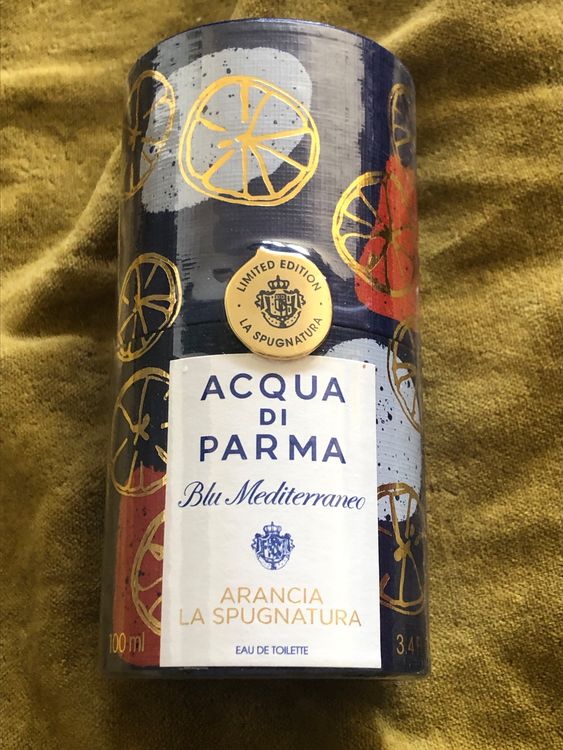 LIMITED EDITION
LA SPUGNATURA
ACQUA
DI
PARMA
Blu Mediterraneo
ARANCIA
LA SPUGNATURA
EAU DE TOILETTE
100 ml
3.4